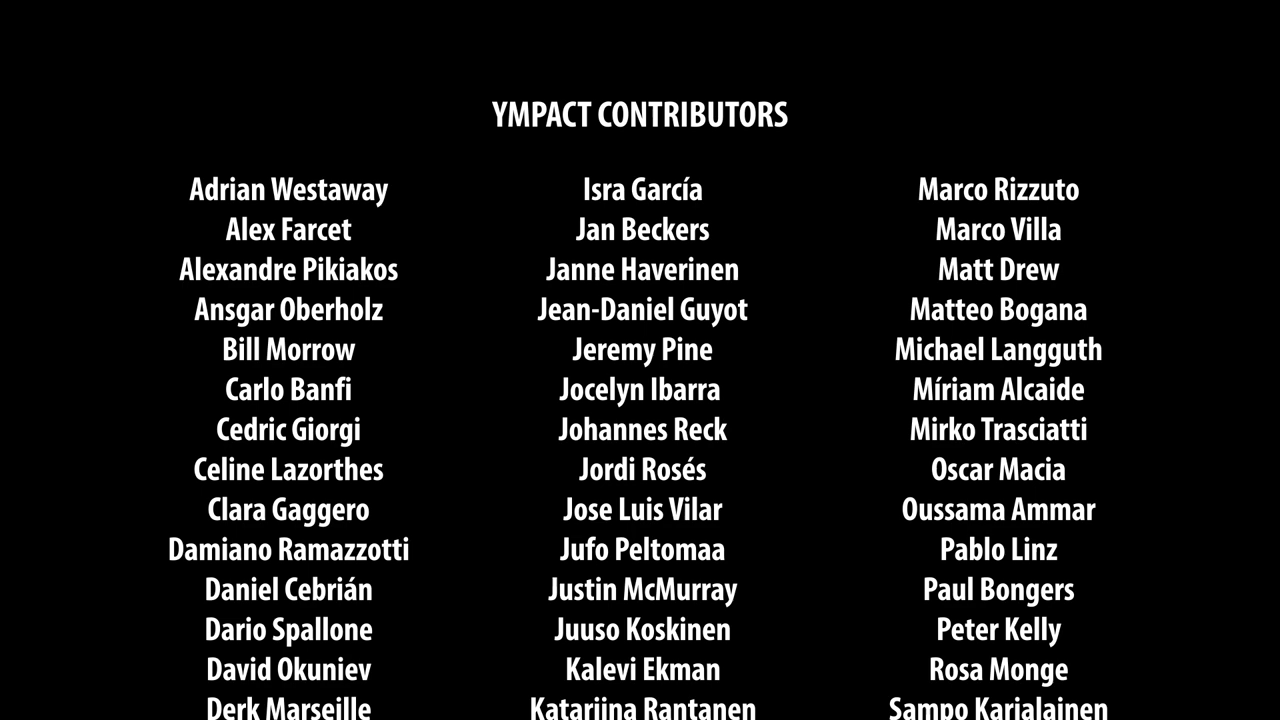 YMPACT CONTRIBUTORS
Adrian Westaway
Alex Farcet
Alexandre Pikiakos
Ansgar Oberholz
Bill Morrow
Carlo Banfi
Cedric Giorgi
Celine Lazorthes
Clara Gaggero
Damiano Ramazzotti
Daniel Cebrián
Dario Spallone
David Okuniev
Derk Marseille
Isra García
Jan Beckers
Janne Haverinen
Jean-Daniel Guyot
Jeremy Pine
Jocelyn Ibarra
Johannes Reck
Jordi Rosés
Jose Luis Vilar
Jufo Peltomaa
Justin McMurray
Juuso Koskinen
Kalevi Ekman
Katariina Rantanen
Marco Rizzuto
Marco Villa
Matt Drew
Matteo Bogana
Michael Langguth
Míriam Alcaide
Mirko Trasciatti
Oscar Macia
Oussama Ammar
Pablo Linz
Paul Bongers
Peter Kelly
Rosa Monge
Sampo Karjalainen